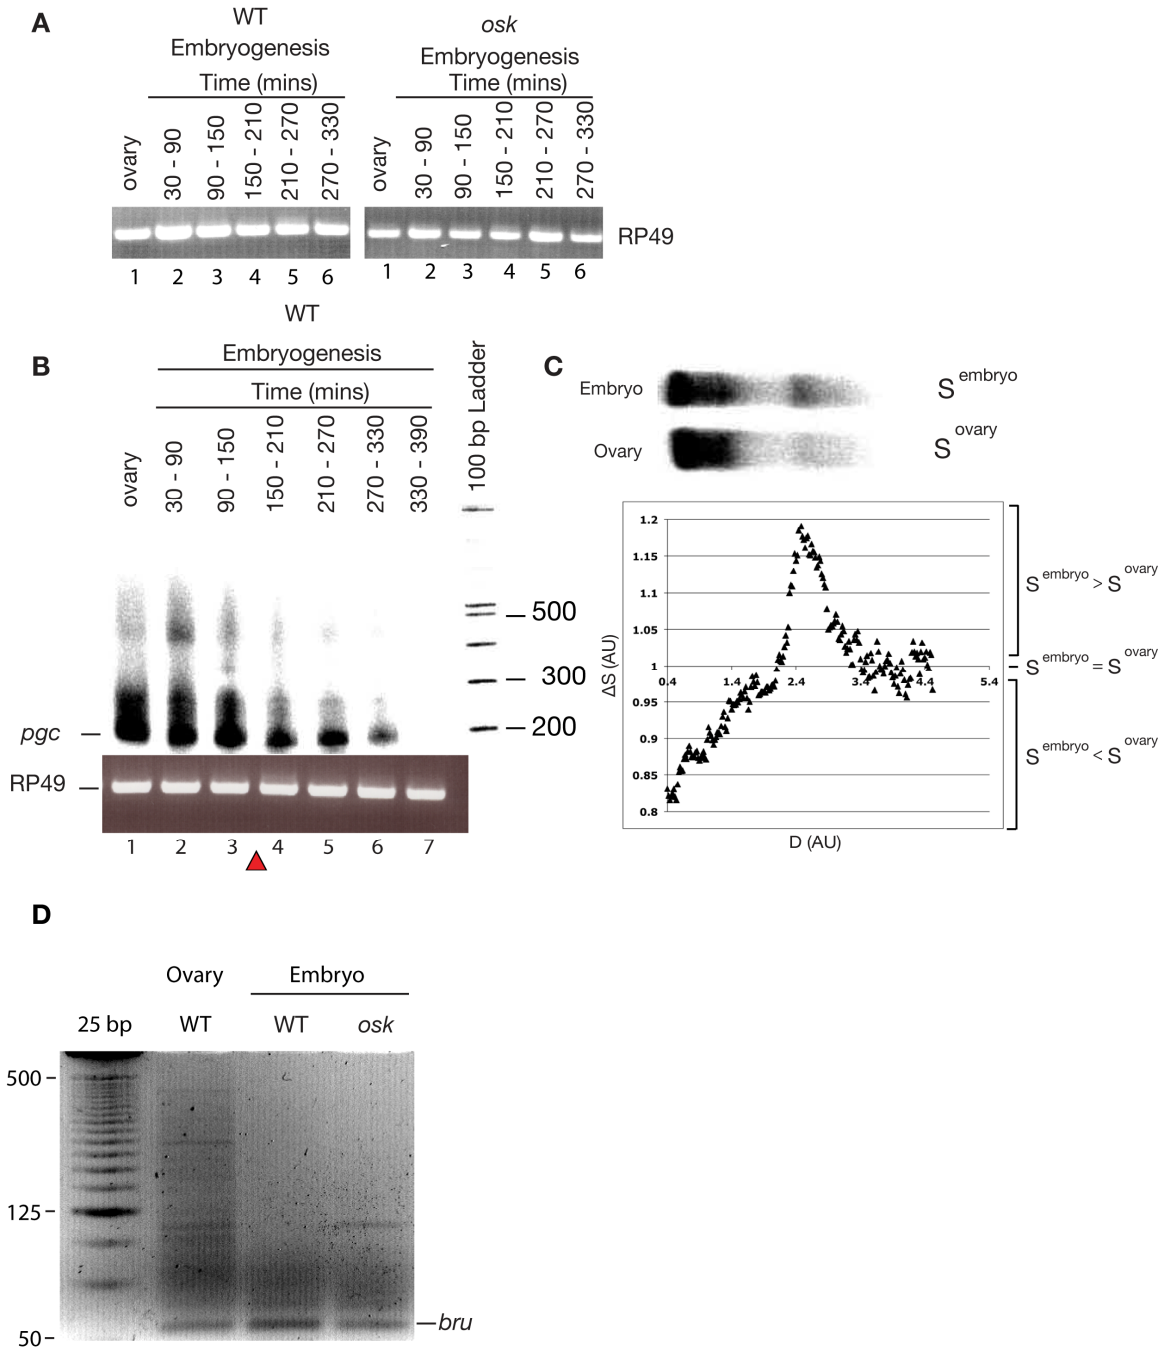 A
WT
Embryogenesis
Time (mins)
ovary
30 - 90
90 - 150
150 - 210
210 - 270
270 - 330
1 2 3 4 5 6
osk
Embryogenesis
Time (mins)
ovary
30 - 90
90 - 150
150 - 210
210 - 270
270 - 330
RP49
1 2 3 4 5 6
B
WT
Embryogenesis
Time (mins)
ovary
30 - 90
90 - 150
150 - 210
210 - 270
270 - 330
330 - 390
100 bp Ladder
500
300
200
pgc
RP49
1 2 3 4 5 6 7
C
Embryo
S embryo
Ovary
S ovary
1.2
1.15
1.1
1.05
1
0.95
0.9
0.85
0.8
0.4 1.4 2.4 3.4 4.4 5.4
ΔS (AU)
D (AU)
S embryo > S ovary
S embryo = S ovary
S embryo < S ovary
D
Ovary Embryo
25 bp WT WT osk
500
125
50
bru